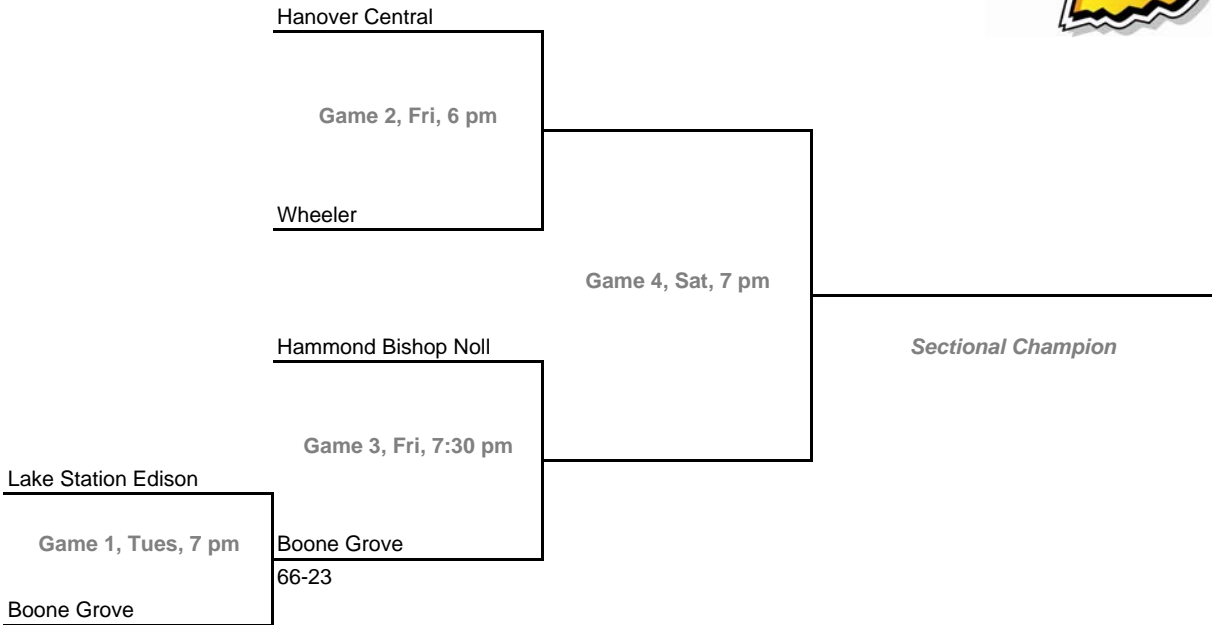 Hanover Central
Game 2, Fri, 6 pm
Wheeler
Game 4, Sat, 7 pm
Hammond Bishop Noll
Sectional Champion
Game 3, Fri, 7:30 pm
Lake Station Edison
Game 1, Tues, 7 pm
Boone Grove
66-23
Boone Grove